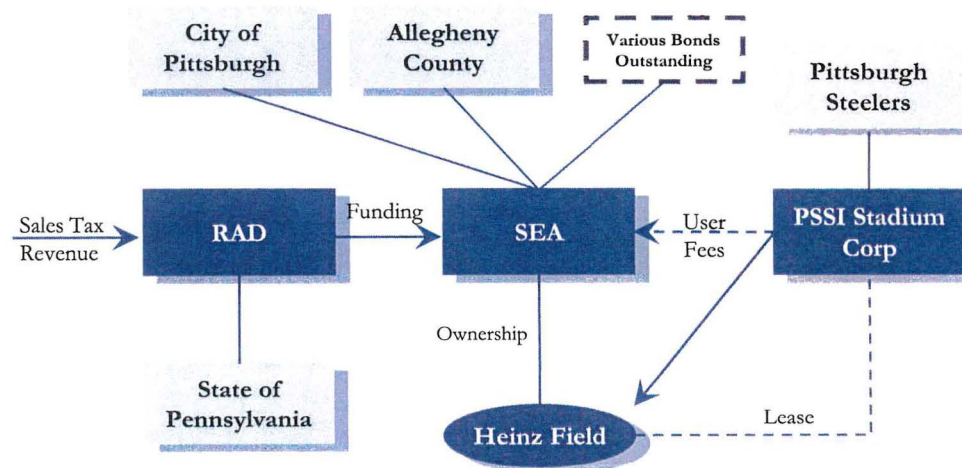 City of
Pittsburgh
Allegheny
County
Various Bonds
Outstanding
Pittsburgh
Steelers
Sales Tax
Revenue
RAD
Funding
SEA
User
Fees
PSSI Stadium
Corp
Ownership
State of
Pennsylvania
Heinz Field
Lease